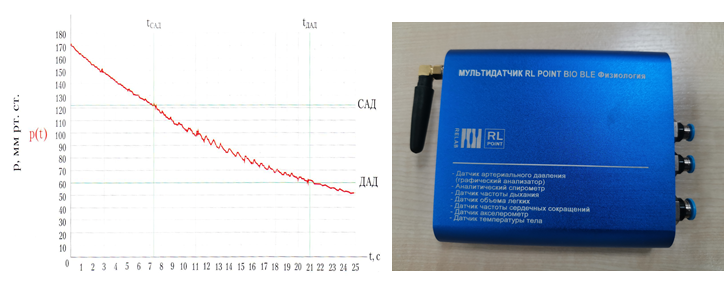 t САД
t ДАД
180
170
160
150
140
130
120
110
100
90
80
70
60
50
40
30
20
10
0
р, мм рт. ст.
p(t)
САД
ДАД
1 2 3 4 5 6 7 8 9 10 11 12 13 14 15 16 17 18 19 20 21 22 23 24 25
t, c
МУЛЬТИДАТЧИК RL POINT BIO BLE Физиология
RELAB
RL
POINT
- Датчик артериального давления
(графический анализатор)
- Аналитический спирометр
- Датчик частоты дыхания
- Датчик объема легких
- Датчик частоты сердечных сокращений
- Датчик акселерометр
- Датчик температуры тела